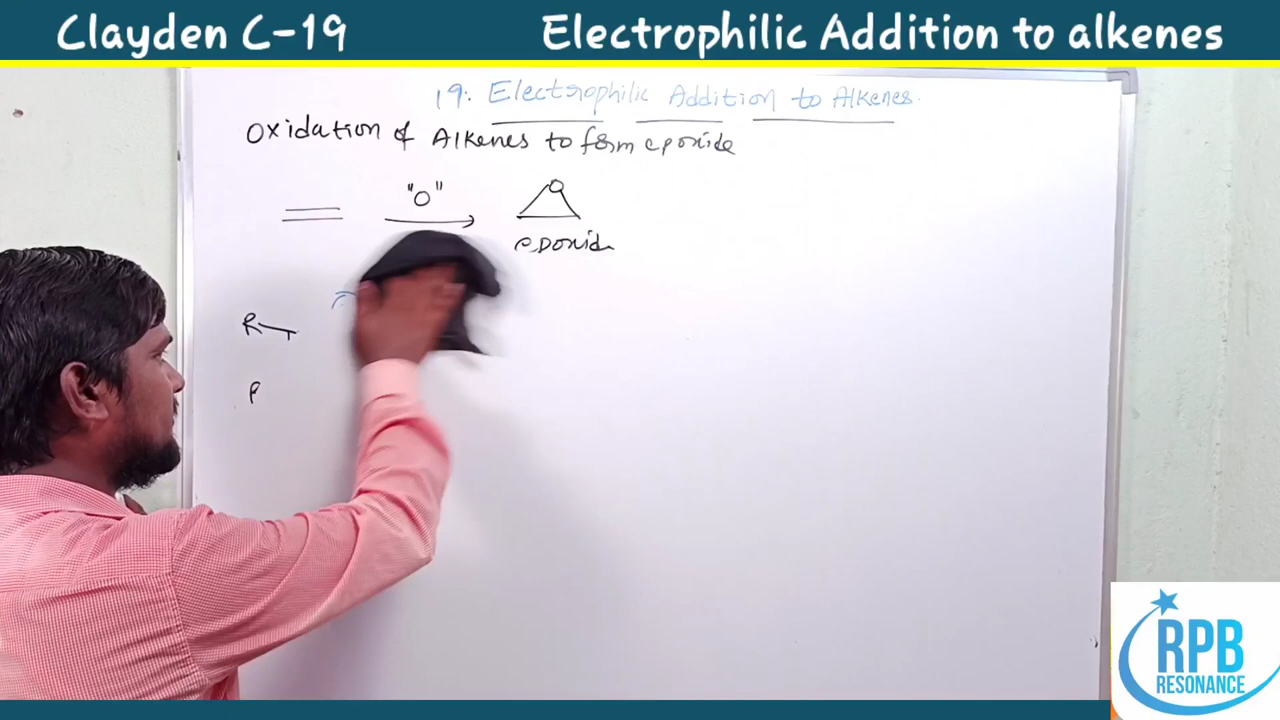 Clayden C-19
Electrophilic Addition to alkenes
19. Electrophilic Addition to Alkenes.
Oxidation of Alkenes to form epoxide
"O"
epoxide
R
R
RPB
RESONANCE